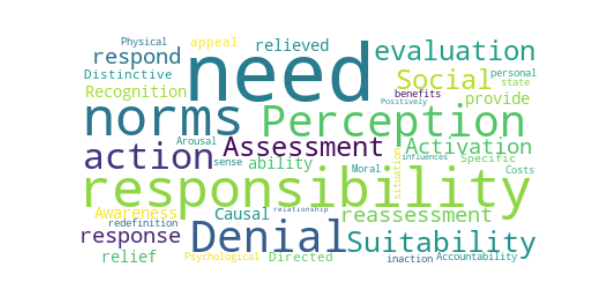 Physical appeal relieved
respond need evaluation
Distinctive Social personal
Recognition benefits state
norms Positively provide
Perception
Arousal Assessment Activation
action sense ability Moral situation influences Specific
Costs
responsibility
Awareness Causal relationship reassessment
redefinition Denial Suitability
response
relief Psychological Directed inaction Accountability